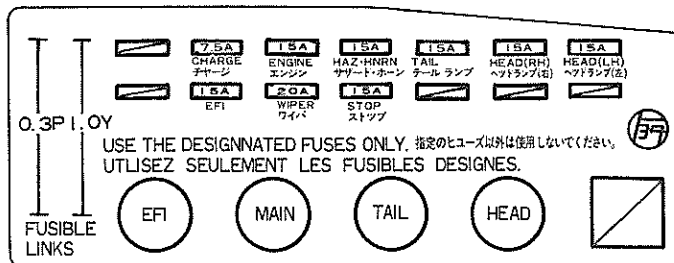 7.5A 15A 15A 15A 15A 15A
CHARGE ENGINE HAZ·HNRN TAIL HEAD(RH) HEAD(LH)
チャージ エンジン サザード・ホーン テール ランプ ヘッドランプ(右) ヘッドランプ(左)
15A 20A 15A
EFI WIPER STOP
ワイパ ストップ
0.3P 1.0Y
USE THE DESIGNNATED FUSES ONLY. 指定のヒューズ以外は使用しないでください。
UTLISEZ SEULEMENT LES FUSIBLES DESIGNES.
EFI MAIN TAIL HEAD
FUSIBLE
LINKS